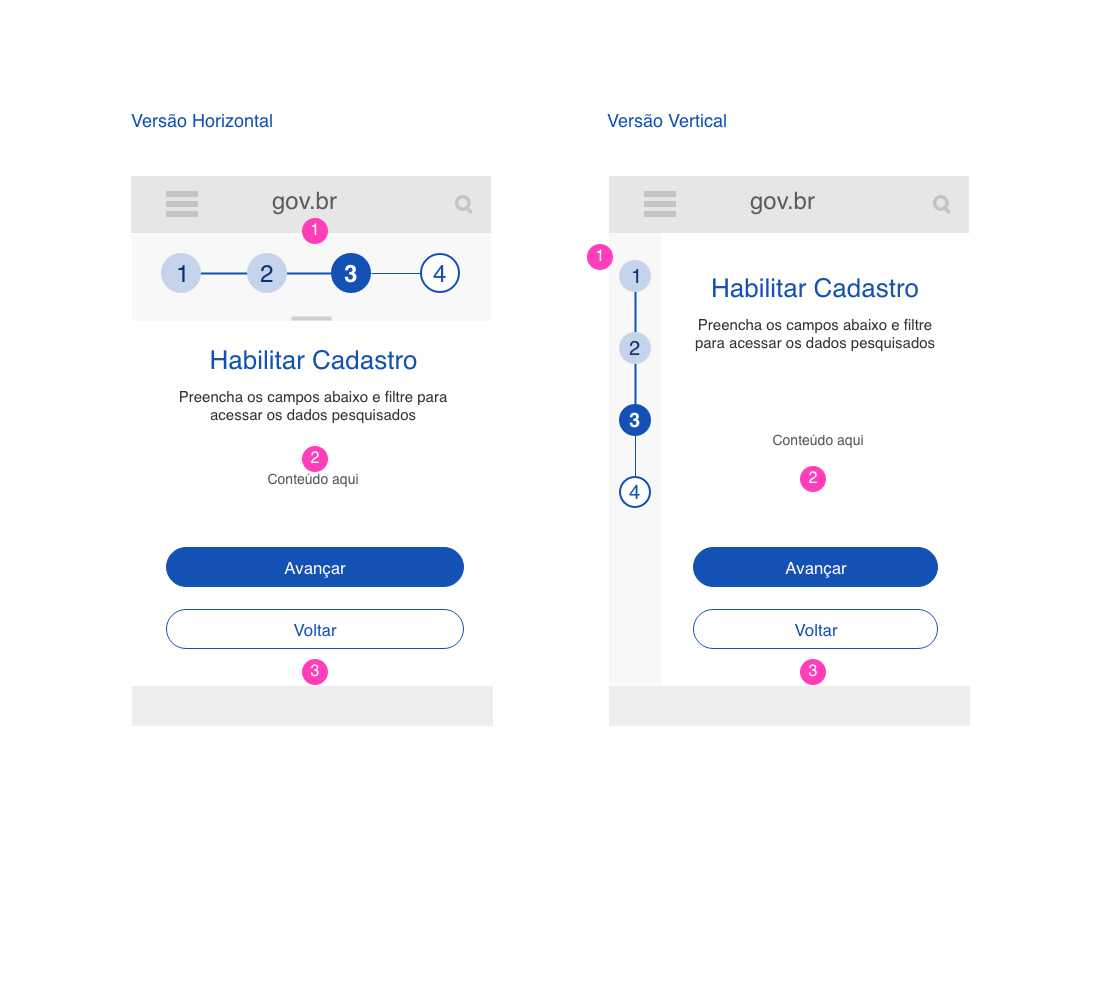 Versão Horizontal
gov.br
1
1
2
3
4
Habilitar Cadastro
Preencha os campos abaixo e filtre para
acessar os dados pesquisados
2
Conteúdo aqui
Avançar
Voltar
3
Versão Vertical
gov.br
1
1
2
3
4
Habilitar Cadastro
Preencha os campos abaixo e filtre
para acessar os dados pesquisados
Conteúdo aqui
2
Avançar
Voltar
3